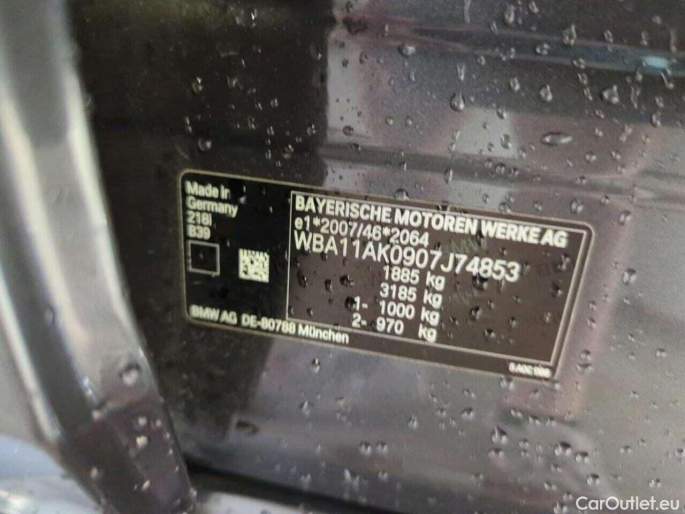 Made in
Germany
218i
B39
BMW AG DE-80788 München
BAYERISCHE MOTOREN WERKE AG
e1*2007/46*2064
WBA11AK0907J74853
1885 kg
3185 kg
1- 1000 kg
2- 970 kg
CarOutlet.eu